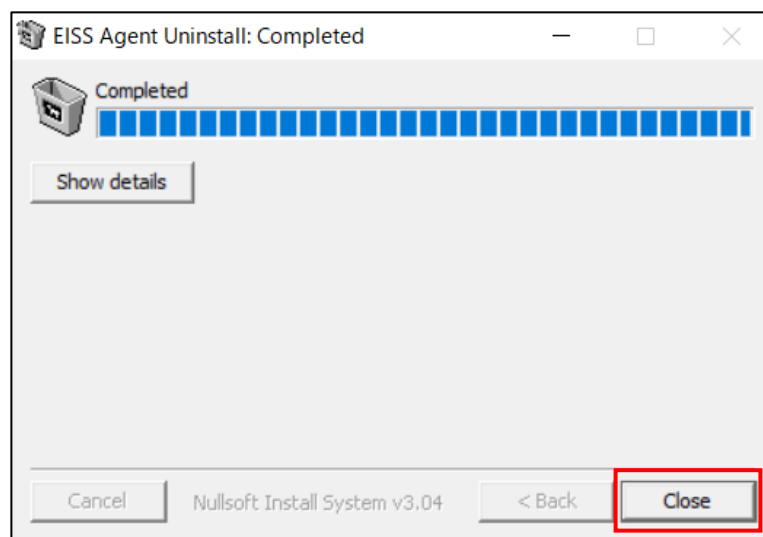 EISS Agent Uninstall: Completed
Completed
Show details
Cancel
Nullsoft Install System v3.04
< Back
Close